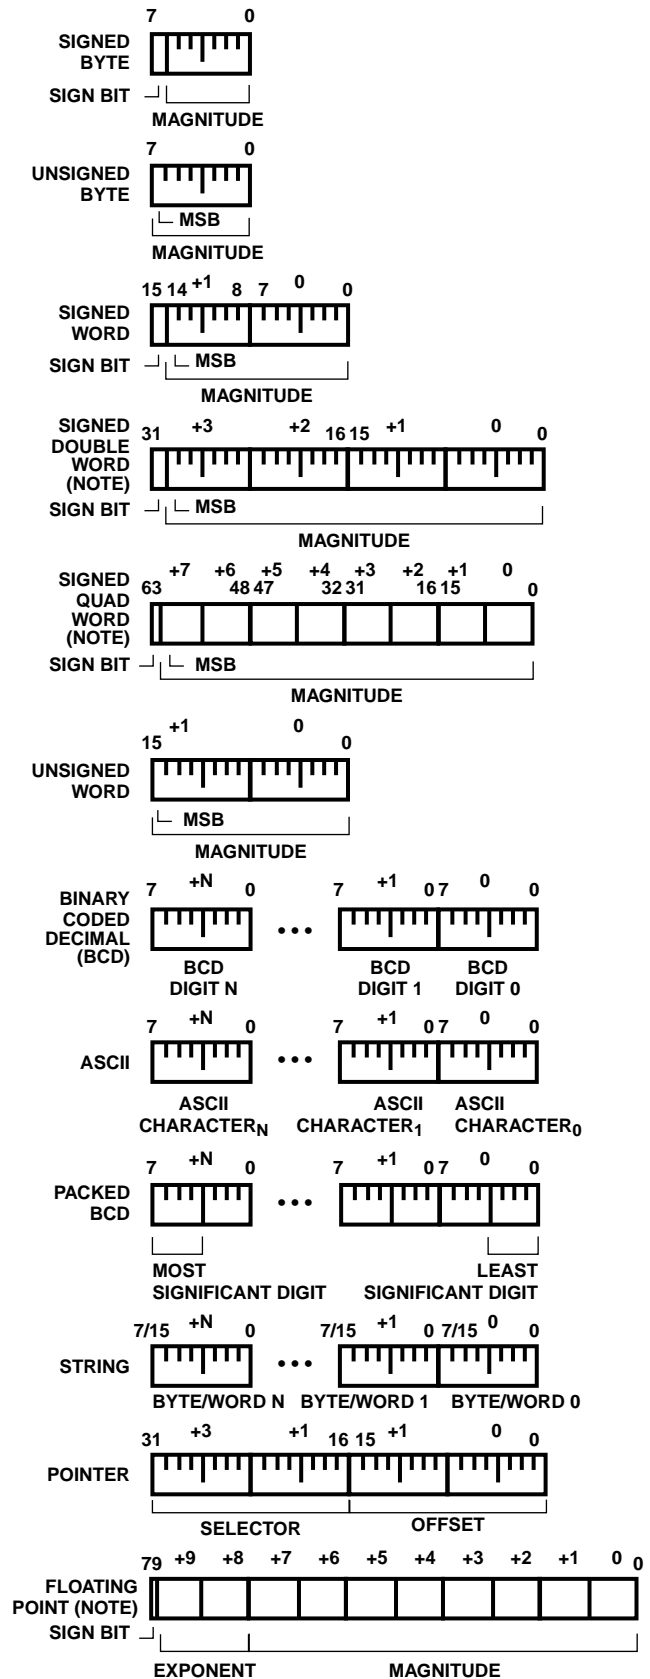 7 0
SIGNED
BYTE
SIGN BIT
MAGNITUDE
7 0
UNSIGNED
BYTE
MSB
MAGNITUDE
15 14 +1 8 7 0 0
SIGNED
WORD
SIGN BIT MSB
MAGNITUDE
SIGNED
DOUBLE
WORD
(NOTE)
31 +3 +2 16 15 +1 0 0
SIGN BIT MSB
MAGNITUDE
SIGNED
QUAD
WORD
(NOTE)
+7 +6 +5 +4 +3 +2 +1 0
63 48 47 32 31 16 15 0
SIGN BIT MSB
MAGNITUDE
+1 0
15 0
UNSIGNED
WORD
MSB
MAGNITUDE
BINARY
CODED
DECIMAL
(BCD)
7 +N 0 7 +1 0 7 0 0
•••
BCD BCD BCD
DIGIT N DIGIT 1 DIGIT 0
7 +N 0 7 +1 0 7 0 0
ASCII •••
ASCII ASCII ASCII
CHARACTERN CHARACTER1 CHARACTER0
7 +N 0 7 +1 0 7 0 0
PACKED
BCD
•••
MOST LEAST
SIGNIFICANT DIGIT SIGNIFICANT DIGIT
7/15 +N 0 7/15 +1 0 7/15 0 0
STRING •••
BYTE/WORD N BYTE/WORD 1 BYTE/WORD 0
31 +3 +1 16 15 +1 0 0
POINTER
SELECTOR OFFSET
79 +9 +8 +7 +6 +5 +4 +3 +2 +1 0 0
FLOATING
POINT (NOTE)
SIGN BIT
EXPONENT MAGNITUDE